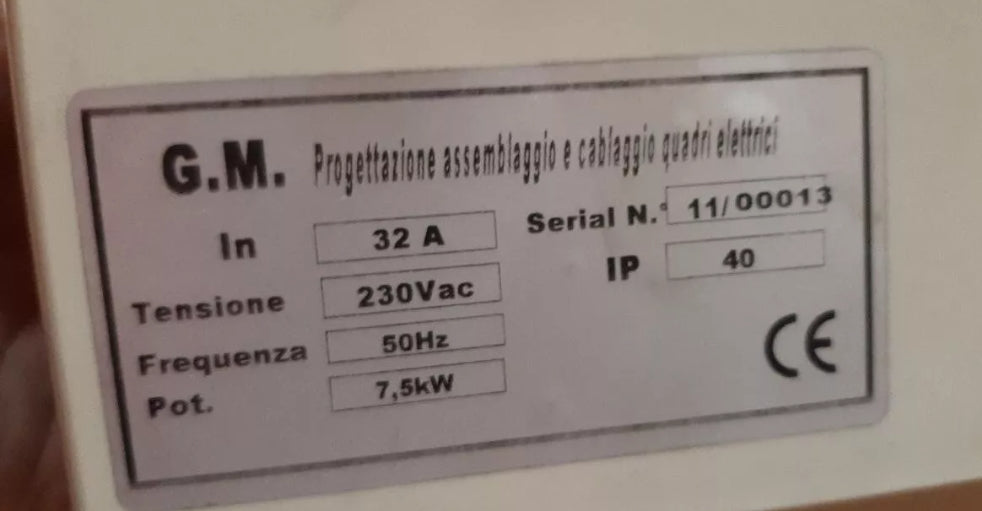 G.M. Progettazione assemblaggio e cablaggio quadri elettrici
In 32 A
Serial N.° 11/00013
Tensione 230Vac
IP 40
Frequenza 50Hz
Pot. 7,5kW
CE